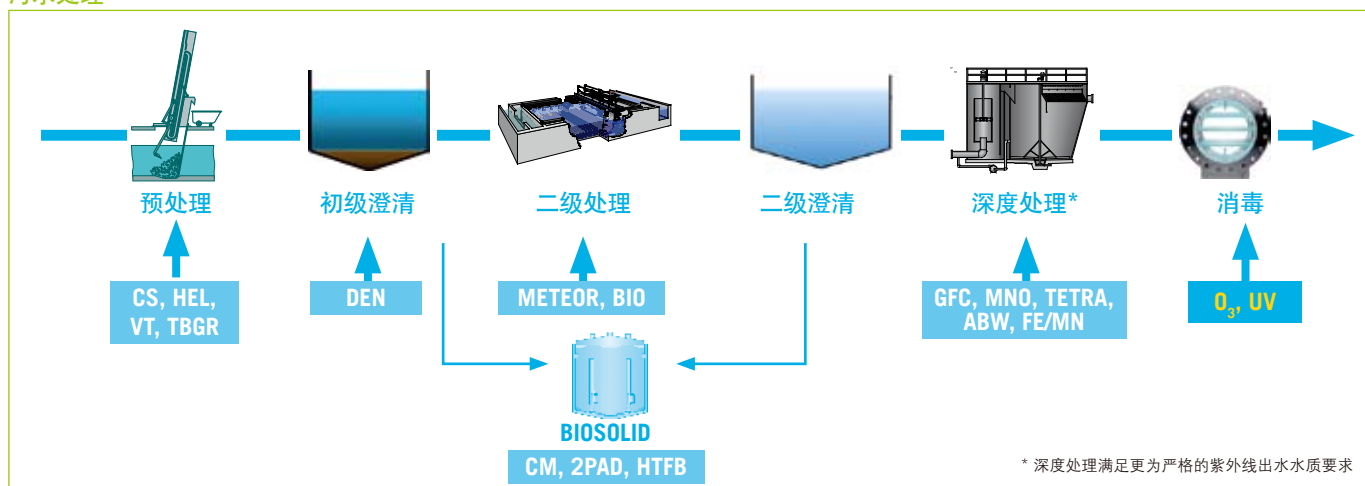 预处理
初级澄清
二级处理
二级澄清
深度处理*
消毒
CS, HEL,
VT, TBGR
DEN
METEOR, BIO
GFC, MNO, TETRA,
ABW, FE/MN
O₃, UV
BIOSOLID
CM, 2PAD, HTFB
* 深度处理满足更为严格的紫外线出水水质要求